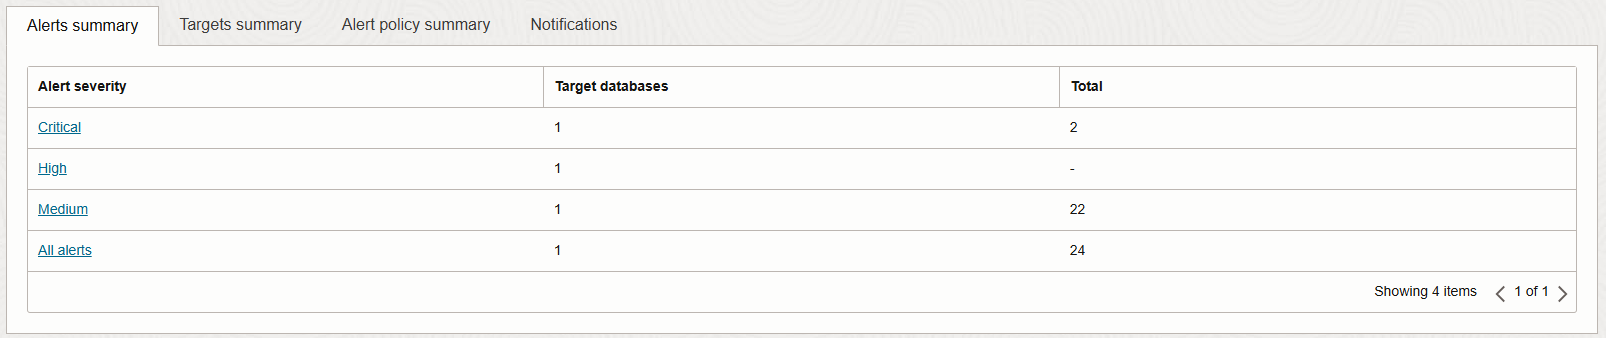 Alerts summary Targets summary Alert policy summary Notifications
Alert severity Target databases Total
Critical 1 2
High 1 -
Medium 1 22
All alerts 1 24
Showing 4 items 1 of 1